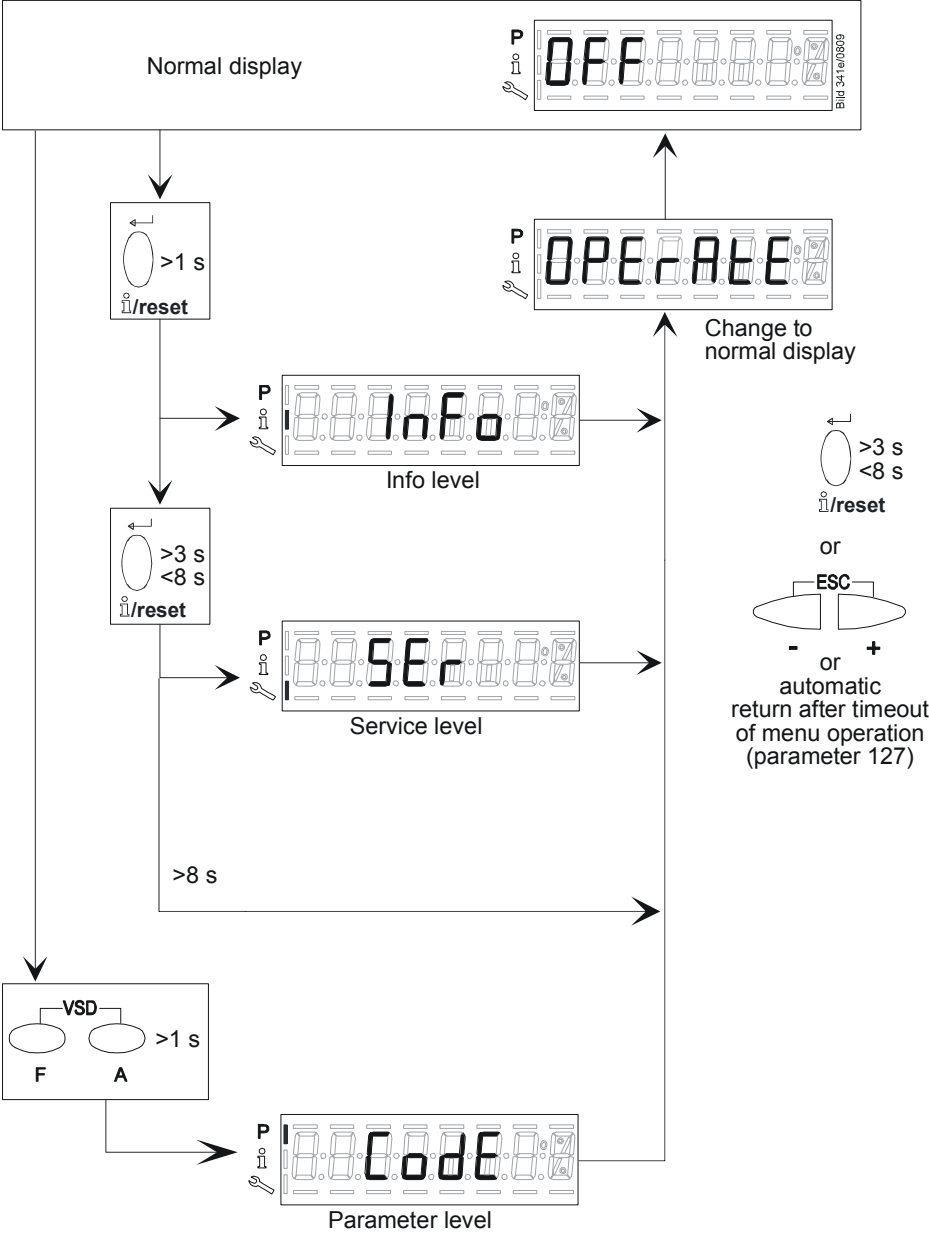 Normal display
P
i
OFF
Bild 341e/0809
>1 s
i/reset
P
i
OPErAtE
Change to
normal display
P
i
InFo
Info level
>3 s
<8 s
i/reset
or
ESC
- +
or
automatic
return after timeout
of menu operation
(parameter 127)
>3 s
<8 s
i/reset
P
i
SEr
Service level
>8 s
VSD
>1 s
F A
P
i
CodE
Parameter level